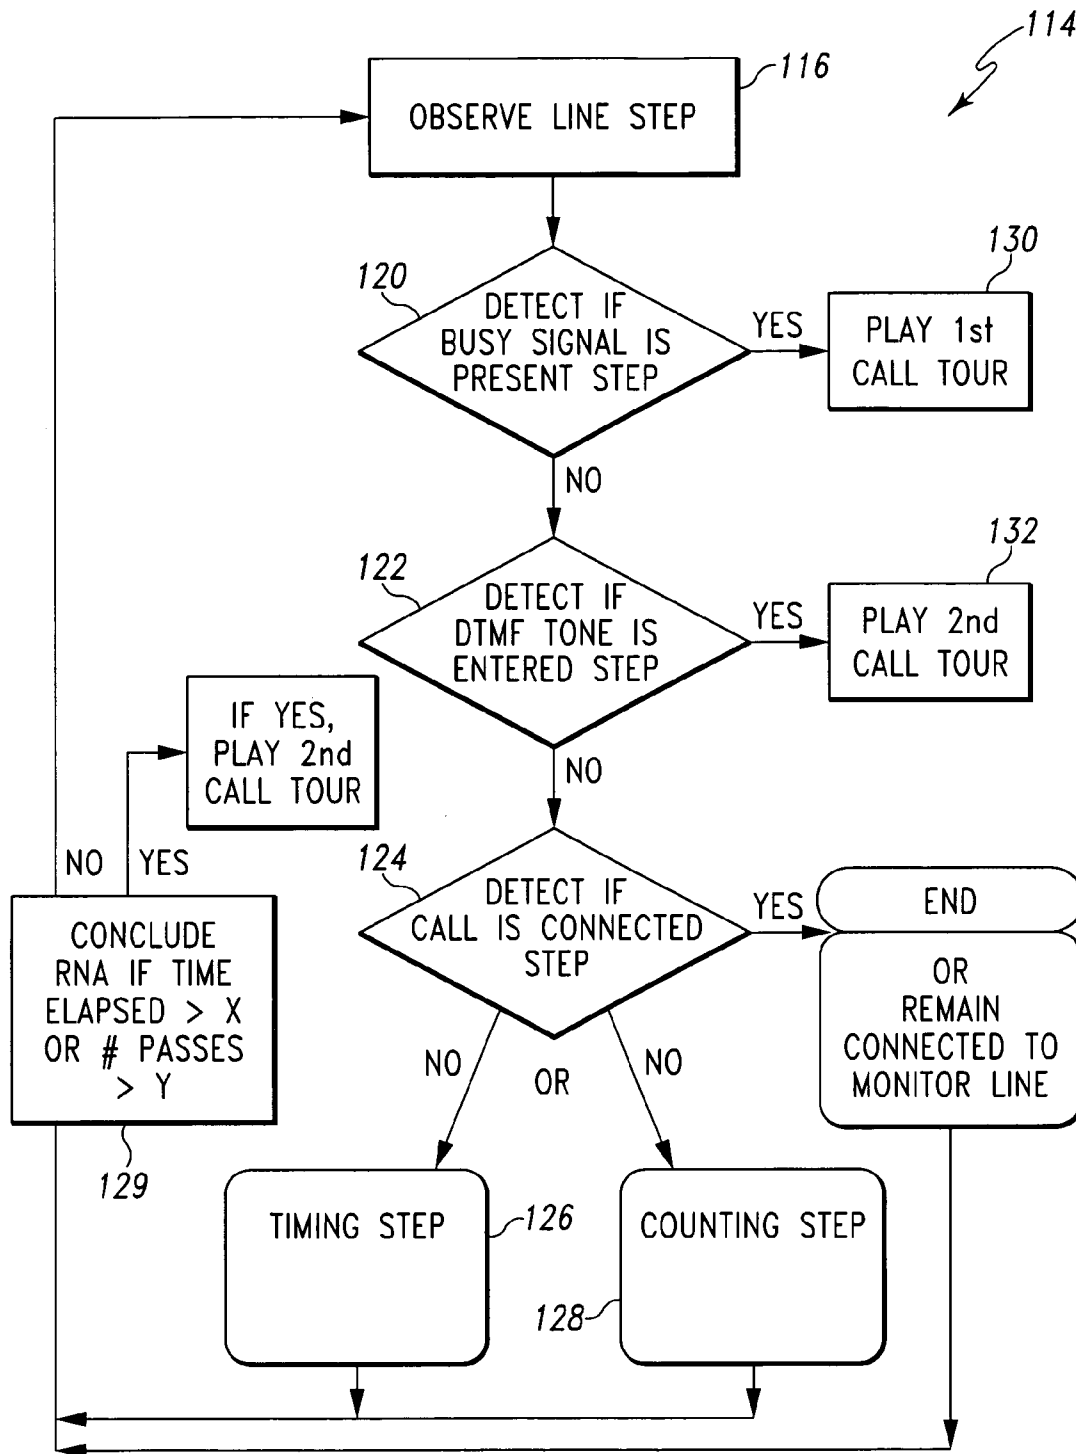 114
116
OBSERVE LINE STEP
120
DETECT IF
BUSY SIGNAL IS
PRESENT STEP
YES
130
PLAY 1st
CALL TOUR
NO
122
DETECT IF
DTMF TONE IS
ENTERED STEP
YES
132
PLAY 2nd
CALL TOUR
IF YES,
PLAY 2nd
CALL TOUR
NO
NO
YES
124
DETECT IF
CALL IS CONNECTED
STEP
YES
END
OR
REMAIN
CONNECTED TO
MONITOR LINE
CONCLUDE
RNA IF TIME
ELAPSED > X
OR # PASSES
> Y
129
NO
OR
NO
TIMING STEP
126
COUNTING STEP
128